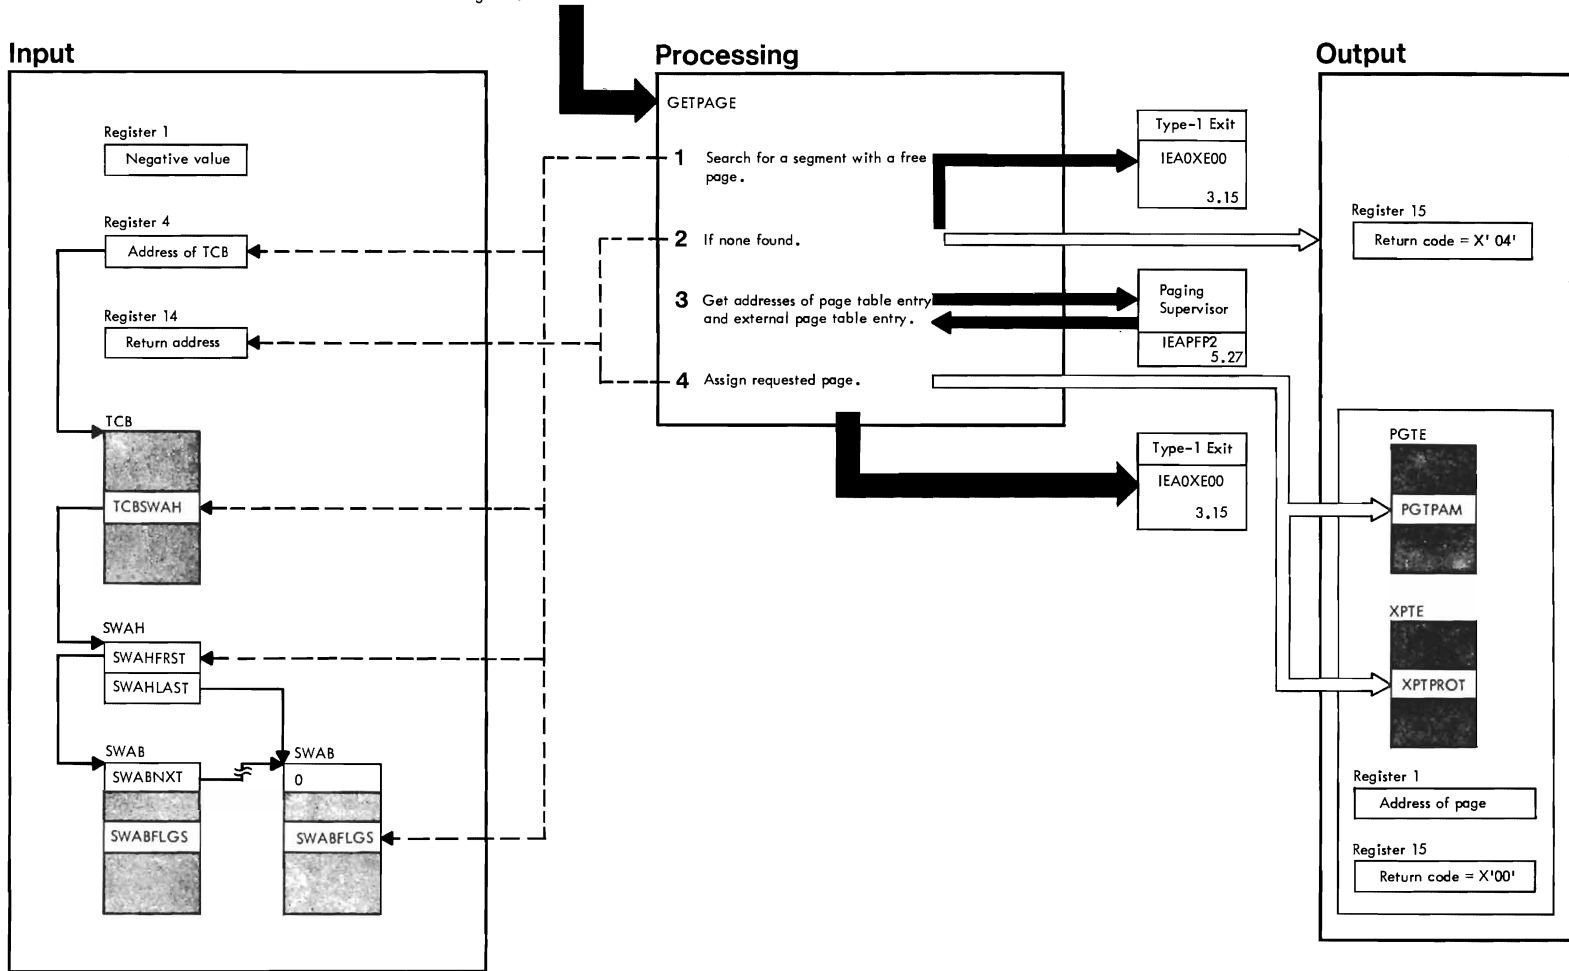 Input
Register 1
Negative value
Register 4
Address of TCB
Register 14
Return address
TCB
TCBSWAH
SWAH
SWAHFRST
SWAHLAST
SWAB
SWABNXT
SWABFLGS
SWAB
0
SWABFLGS
Processing
GETPAGE
1 Search for a segment with a free
page.
2 If none found.
3 Get addresses of page table entry
and external page table entry.
4 Assign requested page.
Type-1 Exit
IEA0XE00
3.15
Paging
Supervisor
IEAPFP2
5.27
Type-1 Exit
IEA0XE00
3.15
Output
Register 15
Return code = X' 04'
PGTE
PGTPAM
XPTE
XPTPROT
Register 1
Address of page
Register 15
Return code = X'00'